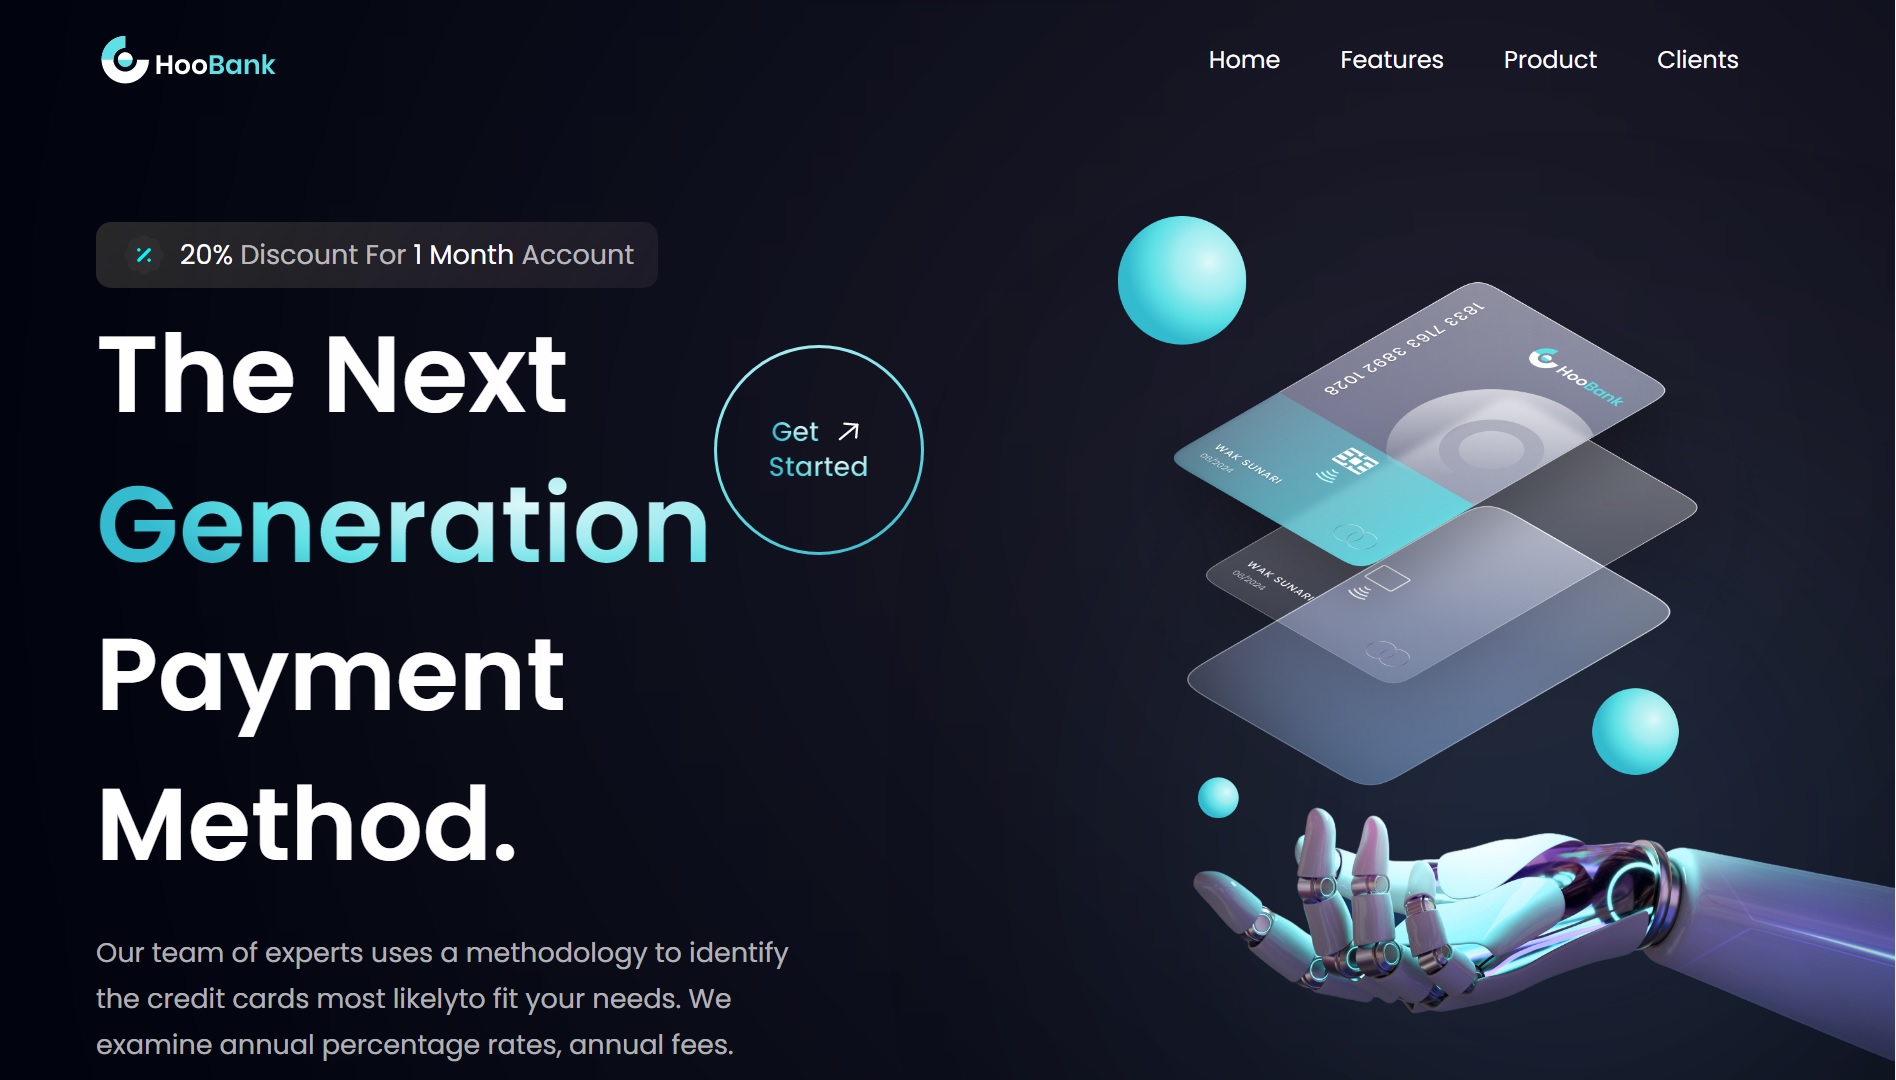 HooBank
Home Features Product Clients
20% Discount For 1 Month Account
The Next
Generation
Payment
Method.
Get
Started
Our team of experts uses a methodology to identify
the credit cards most likelyto fit your needs. We
examine annual percentage rates, annual fees.
1833 7163 3892 1028
HooBank
WAK SUNARI
08/2024
WAK SUNARI
06/2024